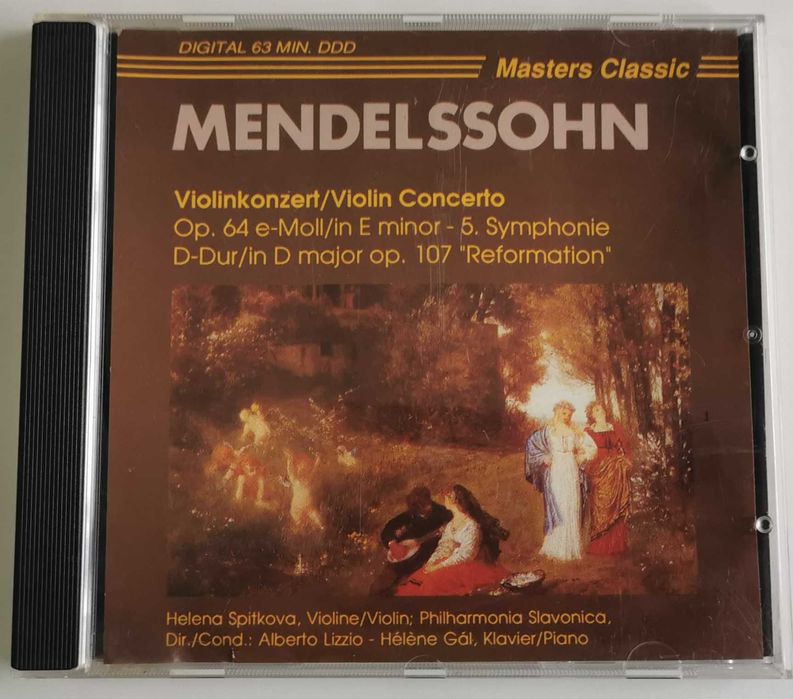 DIGITAL 63 MIN. DDD
Masters Classic
MENDELSSOHN
Violinkonzert/Violin Concerto
Op. 64 e-Moll/in E minor - 5. Symphonie
D-Dur/in D major op. 107 "Reformation"
Helena Spitkova, Violine/Violin; Philharmonia Slavonica,
Dir./Cond.: Alberto Lizzio - Hélène Gál, Klavier/Piano